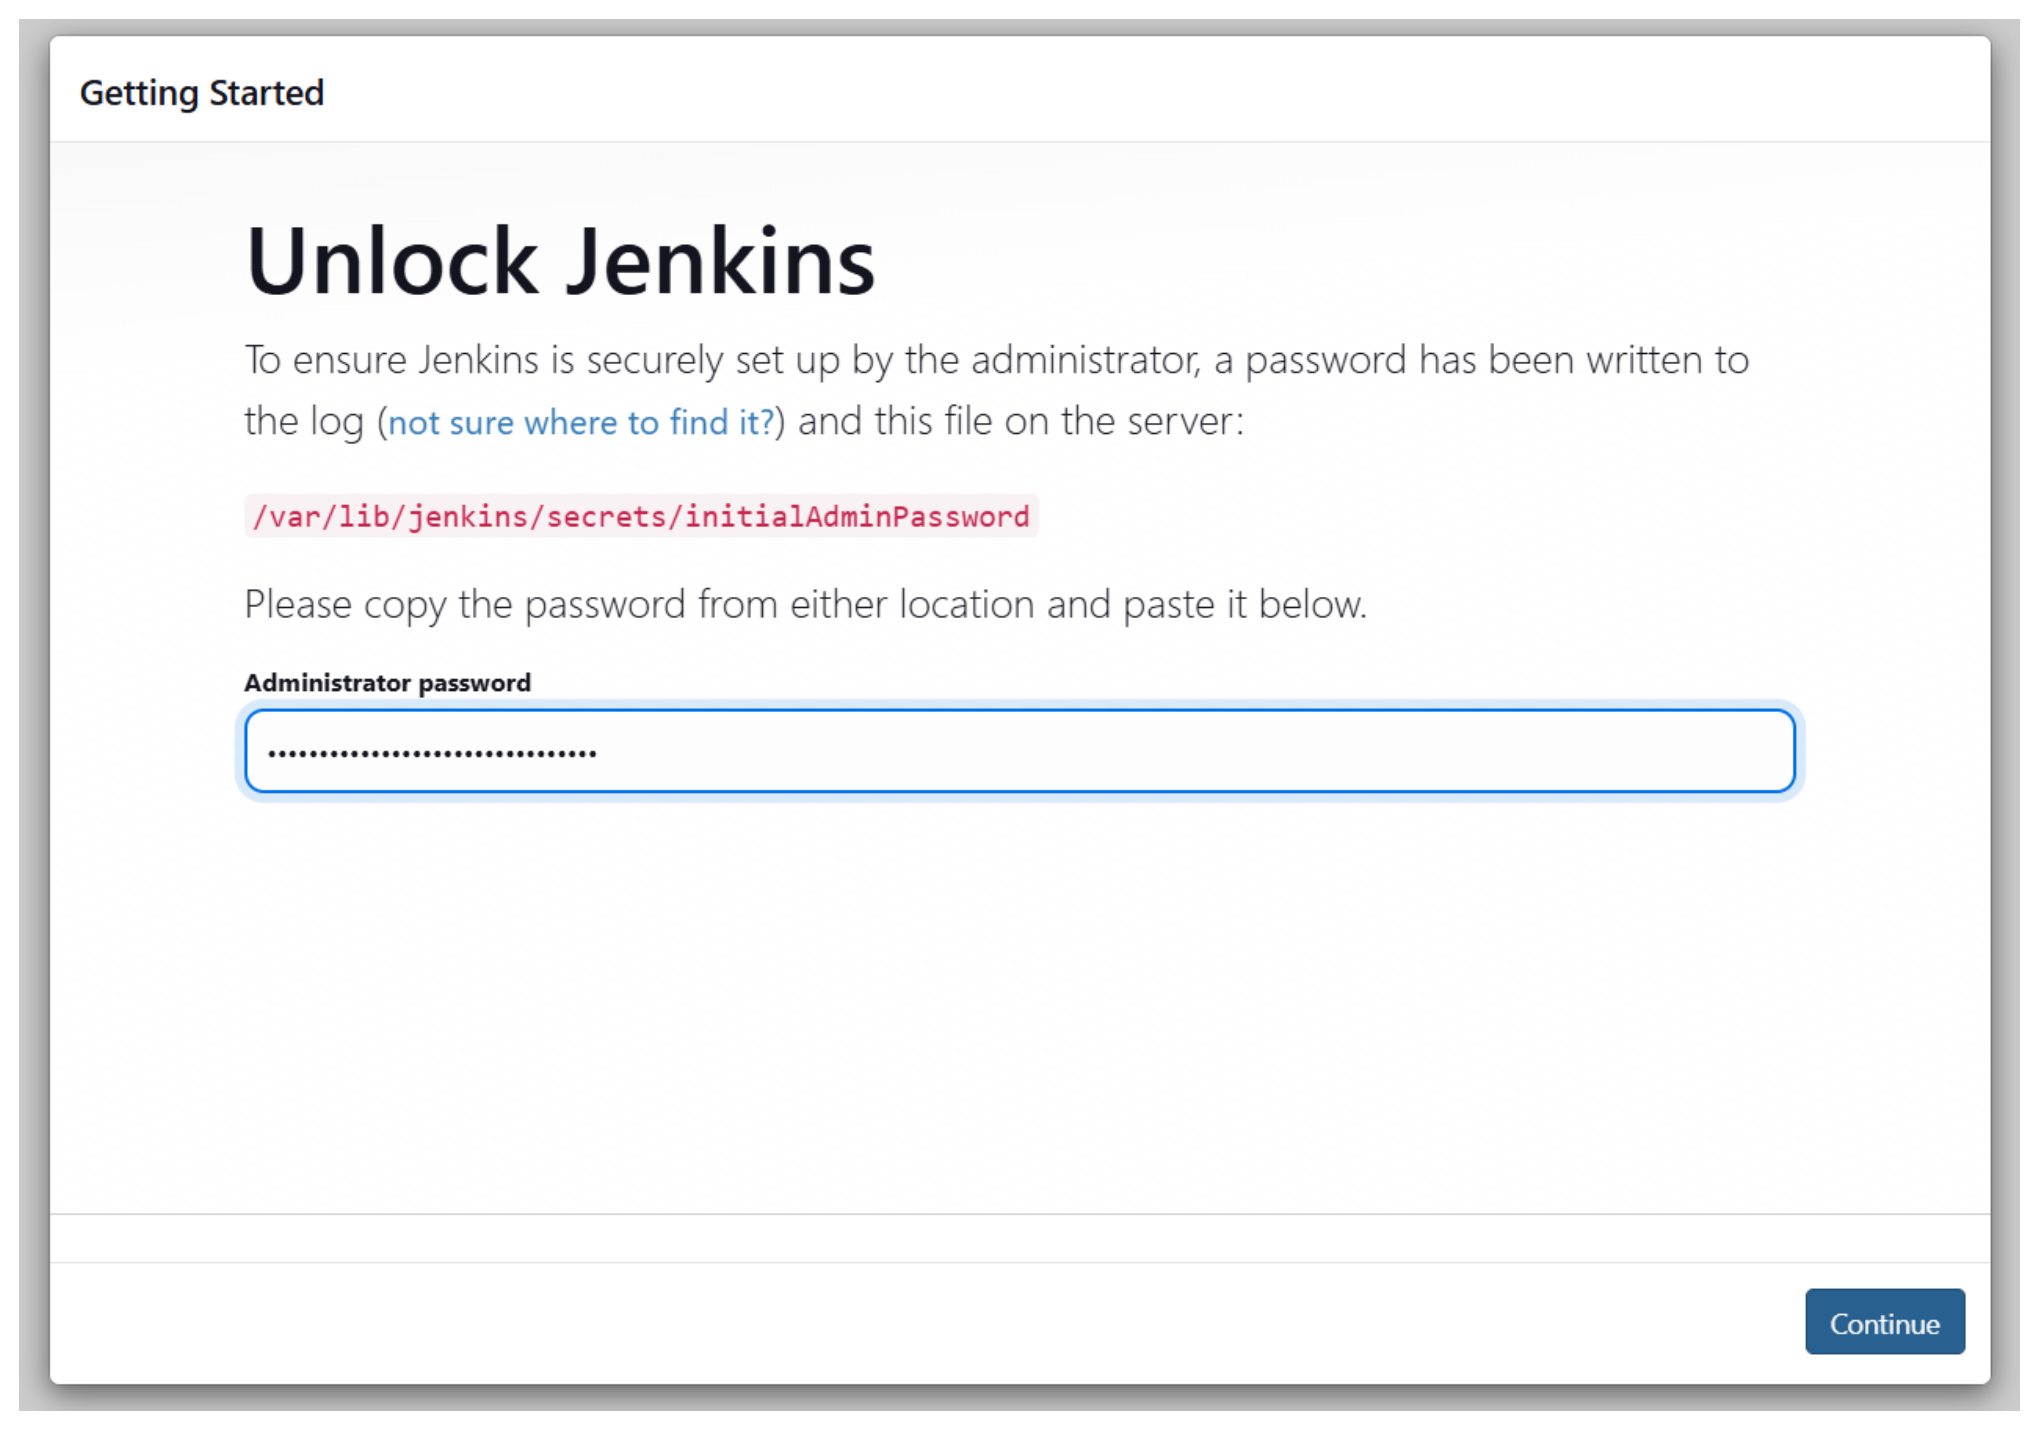 Getting Started
Unlock Jenkins
To ensure Jenkins is securely set up by the administrator, a password has been written to
the log (not sure where to find it?) and this file on the server:
/var/lib/jenkins/secrets/initialAdminPassword
Please copy the password from either location and paste it below.
Administrator password
••••••••••••••••••••••••••••••••
Continue